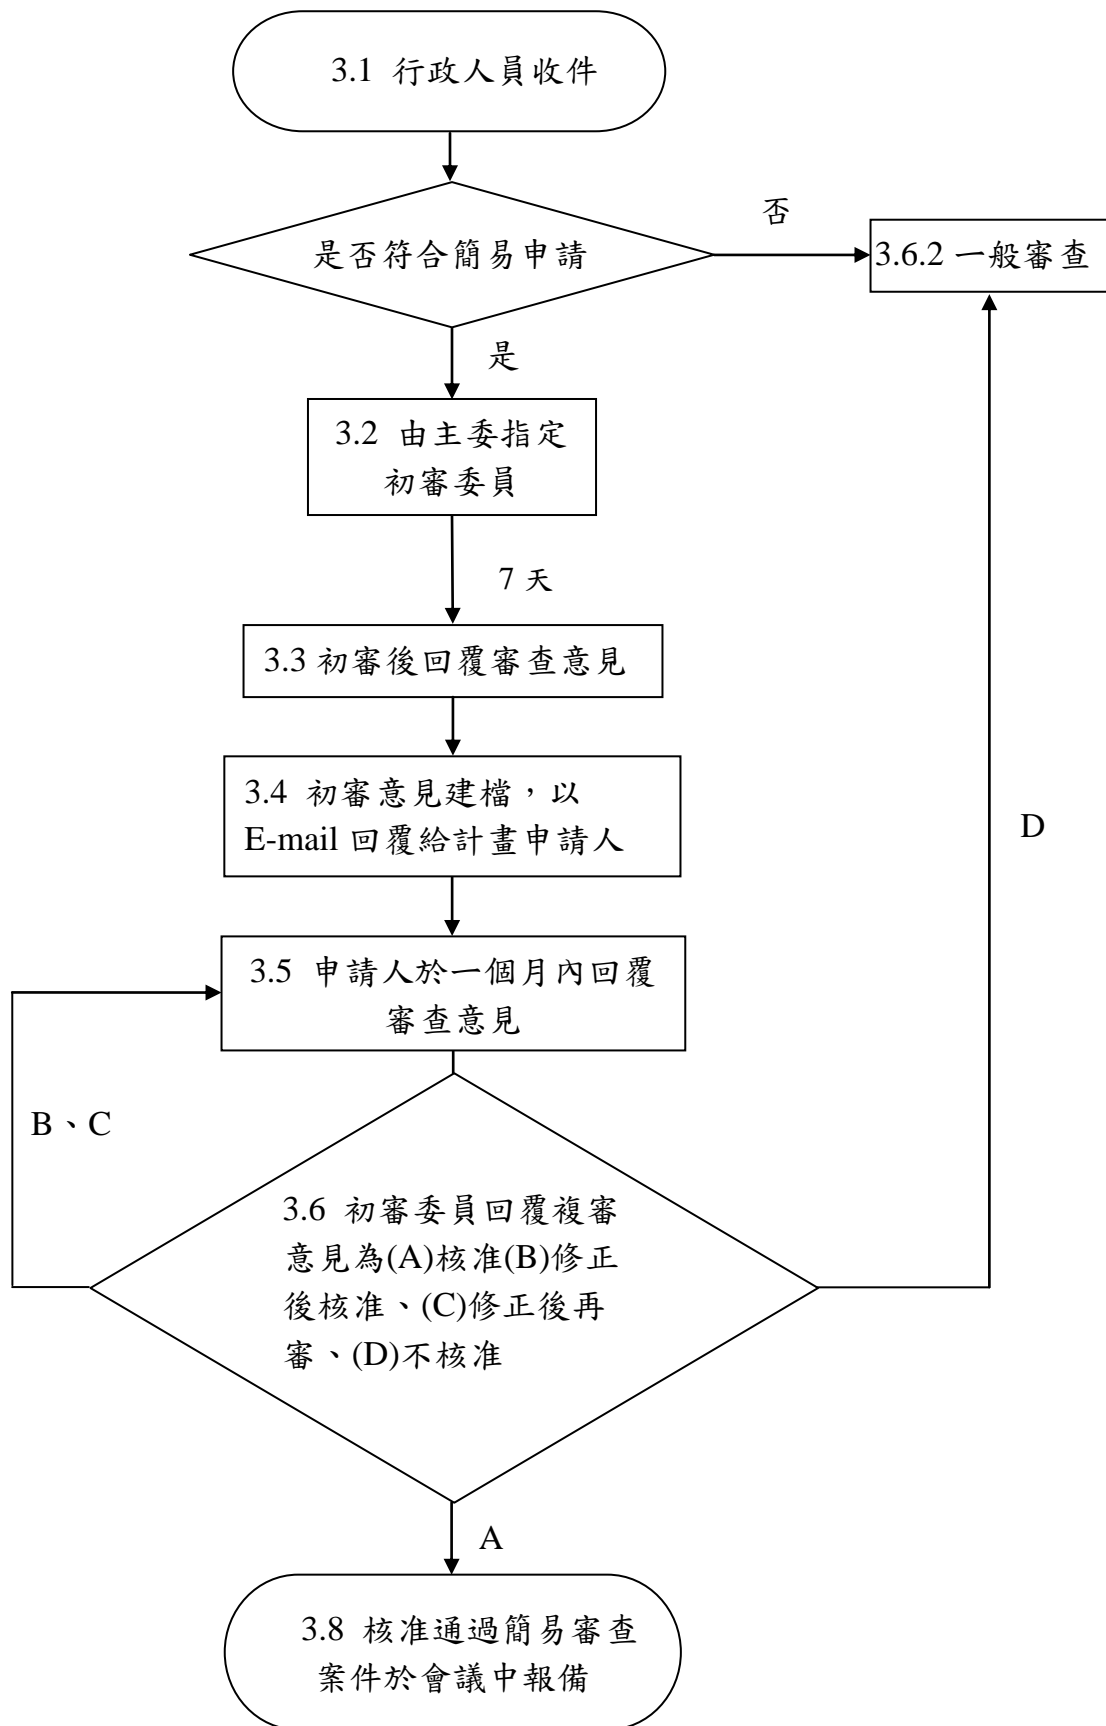 3.1 行政人員收件
否
是否符合簡易申請
3.6.2 一般審查
是
3.2 由主委指定
初審委員
7 天
3.3 初審後回覆審查意見
3.4 初審意見建檔，以
E-mail 回覆給計畫申請人
D
3.5 申請人於一個月內回覆
審查意見
B、C
3.6 初審委員回覆複審
意見為(A)核准(B)修正
後核准、(C)修正後再
審、(D)不核准
A
3.8 核准通過簡易審查
案件於會議中報備